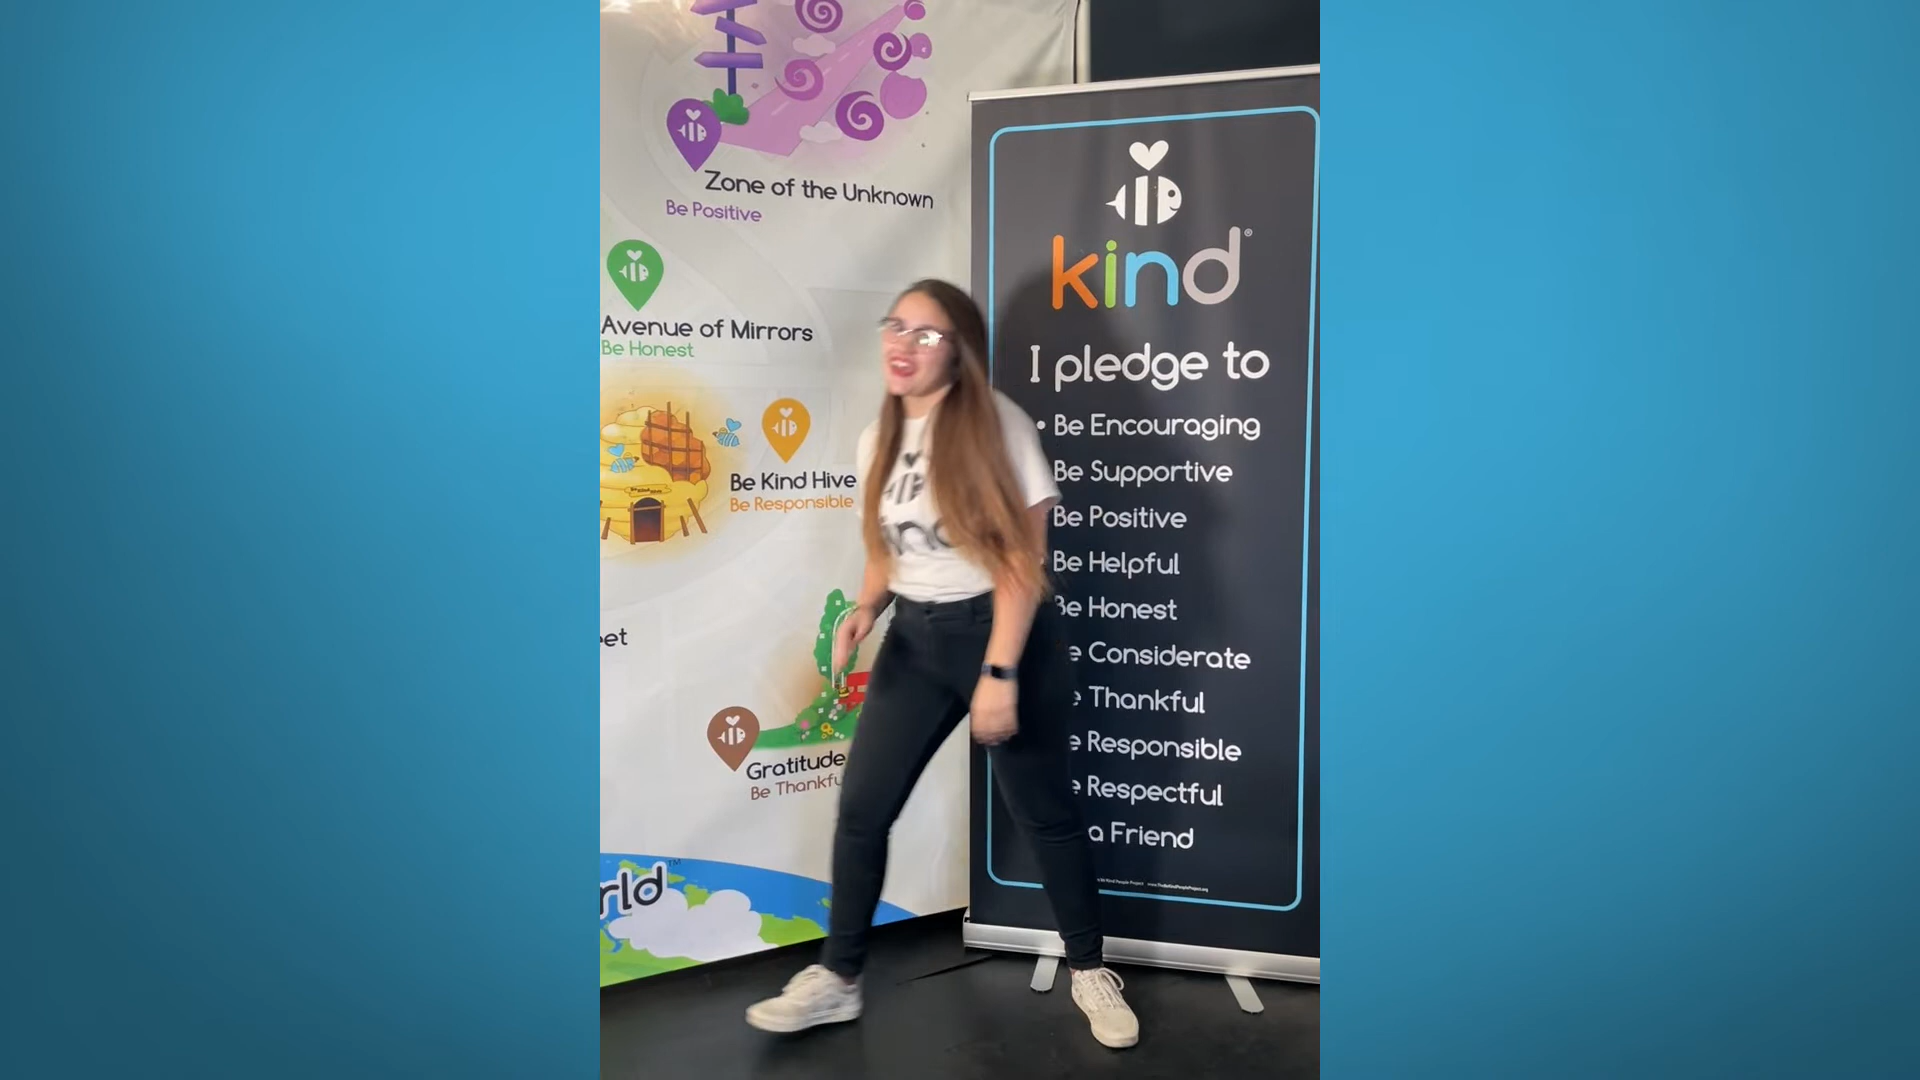 Zone of the Unknown
Be Positive
Avenue of Mirrors
Be Honest
Be Kind Hive
Be Responsible
Gratitude
kind®
I pledge to
• Be Encouraging
Be Supportive
Be Positive
Be Helpful
Be Honest
Considerate
Thankful
Responsible
Respectful
a Friend